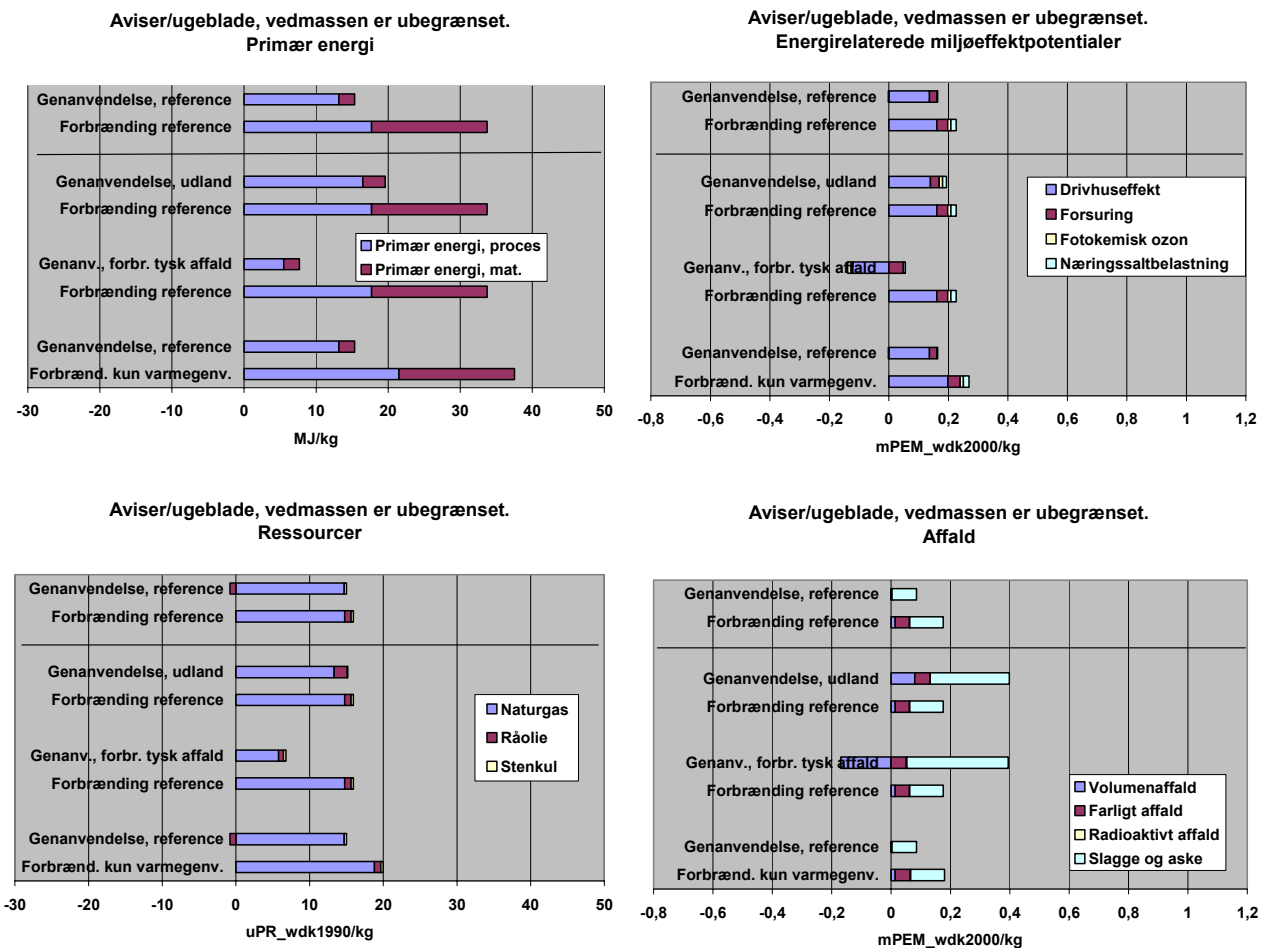 Aviser/ugeblade, vedmassen er ubegrænset.
Primær energi
Genanvendelse, reference
Forbrænding reference
Genanvendelse, udland
Forbrænding reference
Genanv., forbr. tysk affald
Forbrænding reference
Genanvendelse, reference
Forbrænd. kun varmegenv.
Primær energi, proces
Primær energi, mat.
-30 -20 -10 0 10 20 30 40 50
MJ/kg
Aviser/ugeblade, vedmassen er ubegrænset.
Energirelaterede miljøeffektpotentialer
Genanvendelse, reference
Forbrænding reference
Genanvendelse, udland
Forbrænding reference
Genanv., forbr. tysk affald
Forbrænding reference
Genanvendelse, reference
Forbrænd. kun varmegenv.
Drivhuseffekt
Forsuring
Fotokemisk ozon
Næringssaltbelastning
-0,8 -0,6 -0,4 -0,2 0 0,2 0,4 0,6 0,8 1 1,2
mPEM_wdk2000/kg
Aviser/ugeblade, vedmassen er ubegrænset.
Ressourcer
Genanvendelse, reference
Forbrænding reference
Genanvendelse, udland
Forbrænding reference
Genanv., forbr. tysk affald
Forbrænding reference
Genanvendelse, reference
Forbrænd. kun varmegenv.
Naturgas
Råolie
Stenkul
-30 -20 -10 0 10 20 30 40 50
uPR_wdk1990/kg
Aviser/ugeblade, vedmassen er ubegrænset.
Affald
Genanvendelse, reference
Forbrænding reference
Genanvendelse, udland
Forbrænding reference
Genanv., forbr. tysk affald
Forbrænding reference
Genanvendelse, reference
Forbrænd. kun varmegenv.
Volumenaffald
Farligt affald
Radioaktivt affald
Slagge og aske
-0,8 -0,6 -0,4 -0,2 0 0,2 0,4 0,6 0,8 1 1,2
mPEM_wdk2000/kg